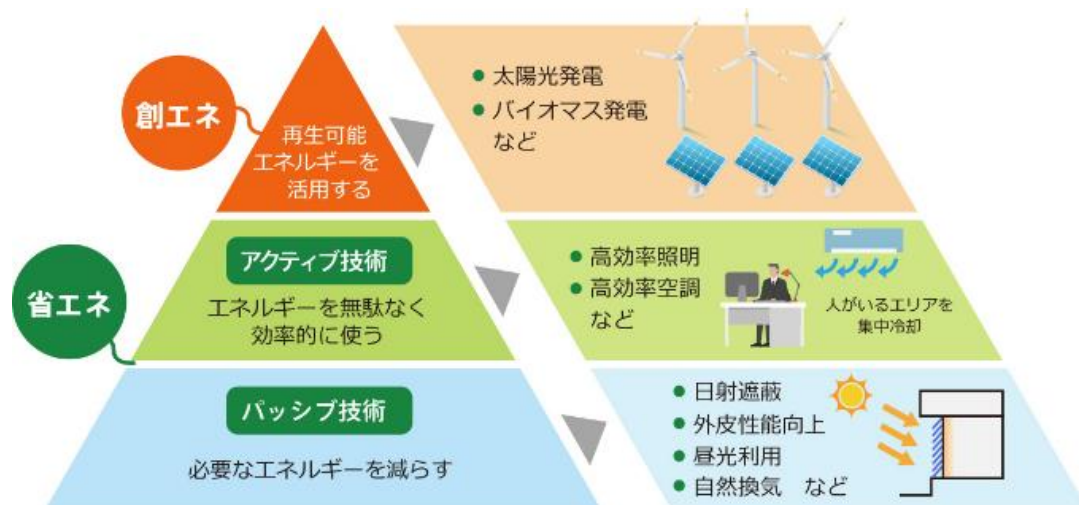 創エネ
再生可能
エネルギーを
活用する
太陽光発電
バイオマス発電
など
省エネ
アクティブ技術
エネルギーを無駄なく
効率的に使う
高効率照明
高効率空調
など
人がいるエリアを
集中冷却
パッシブ技術
必要なエネルギーを減らす
日射遮蔽
外皮性能向上
昼光利用
自然換気 など